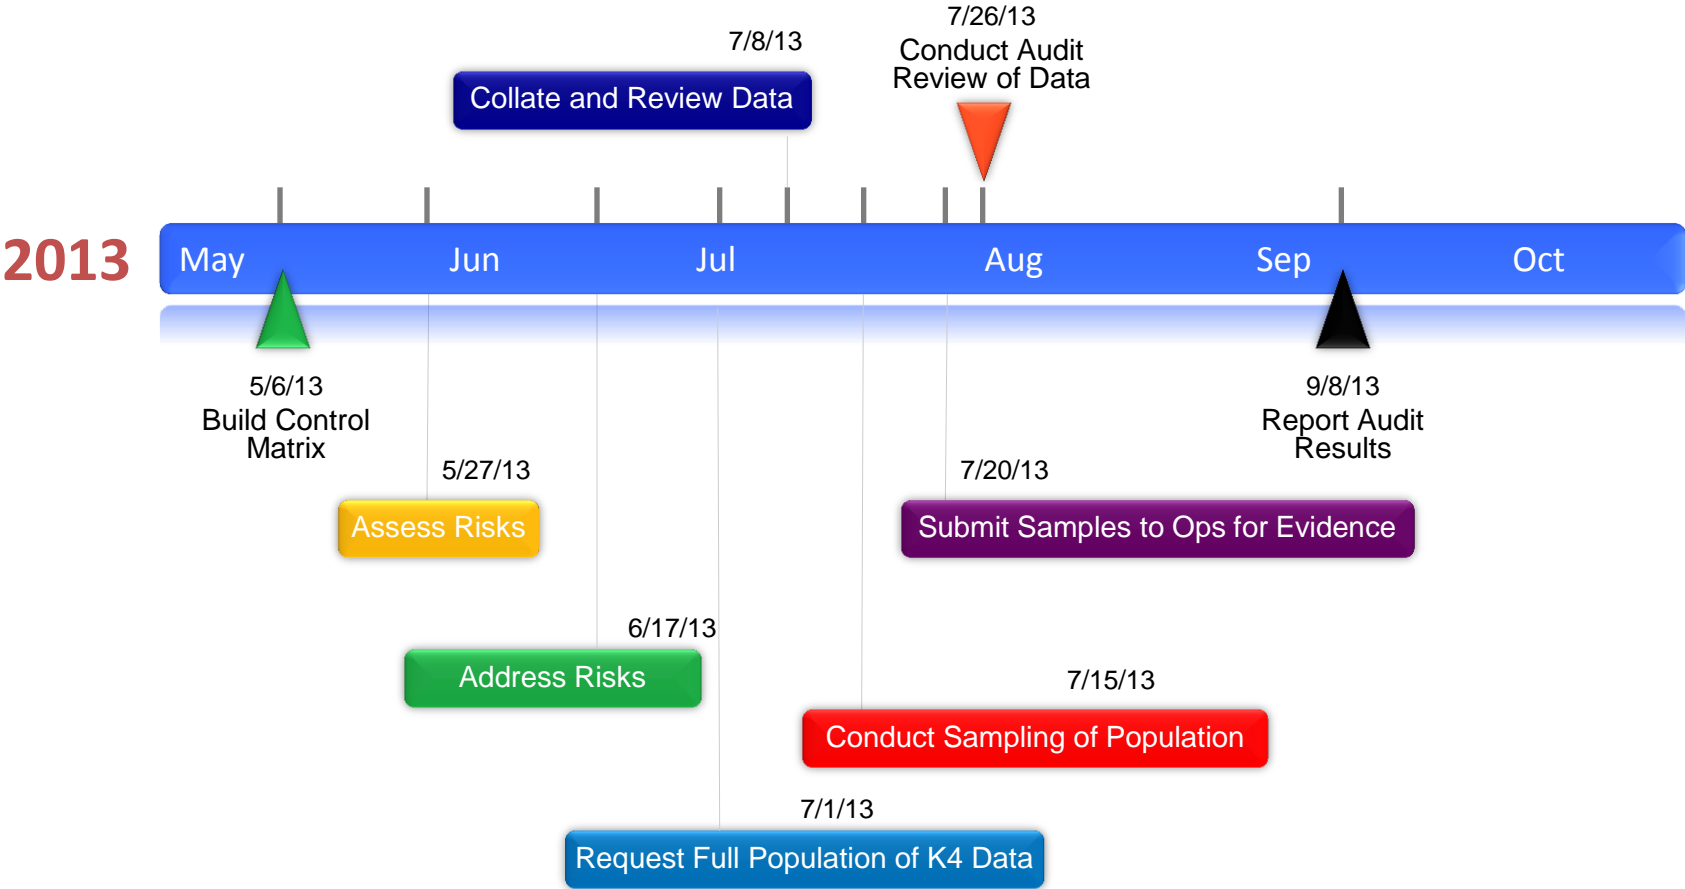 7/26/13
Conduct Audit
Review of Data
7/8/13
Collate and Review Data
2013
May Jun Jul Aug Sep Oct
5/6/13
Build Control
Matrix
9/8/13
Report Audit
Results
5/27/13
Assess Risks
7/20/13
Submit Samples to Ops for Evidence
6/17/13
Address Risks
7/15/13
Conduct Sampling of Population
7/1/13
Request Full Population of K4 Data